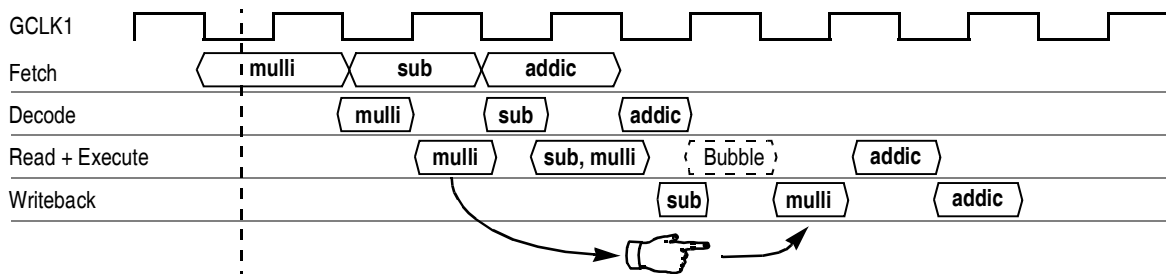 GCLK1
Fetch mulli sub addic
Decode mulli sub addic
Read + Execute mulli sub, mulli Bubble addic
Writeback sub mulli addic